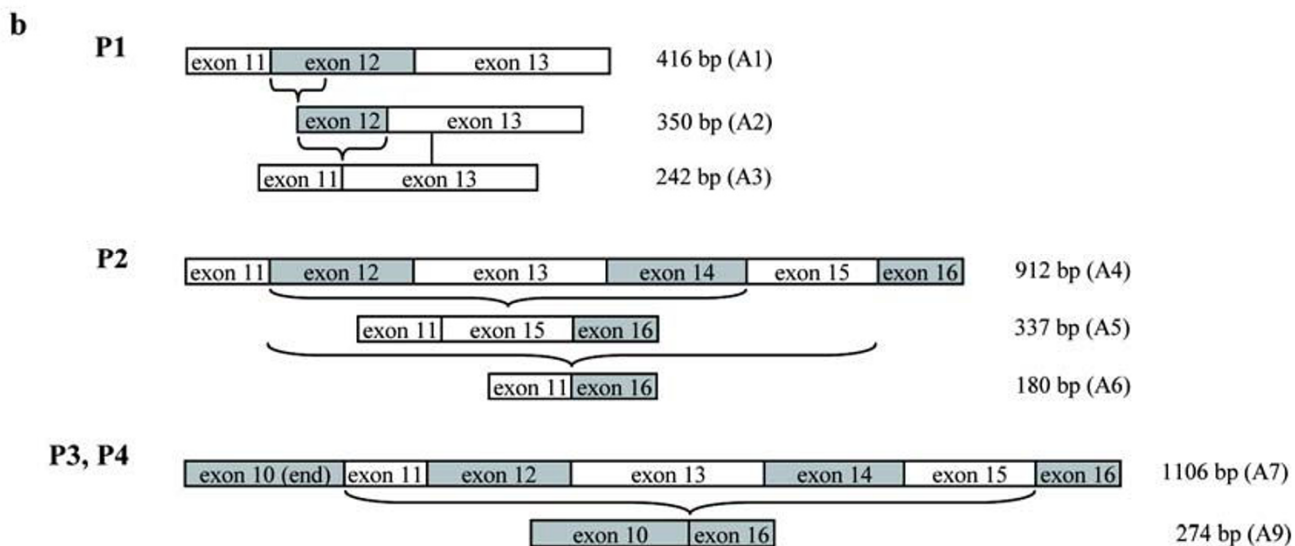 b
P1
exon 11 exon 12 exon 13 416 bp (A1)
exon 12 exon 13 350 bp (A2)
exon 11 exon 13 242 bp (A3)
P2
exon 11 exon 12 exon 13 exon 14 exon 15 exon 16 912 bp (A4)
exon 11 exon 15 exon 16 337 bp (A5)
exon 11 exon 16 180 bp (A6)
P3, P4
exon 10 (end) exon 11 exon 12 exon 13 exon 14 exon 15 exon 16 1106 bp (A7)
exon 10 exon 16 274 bp (A9)